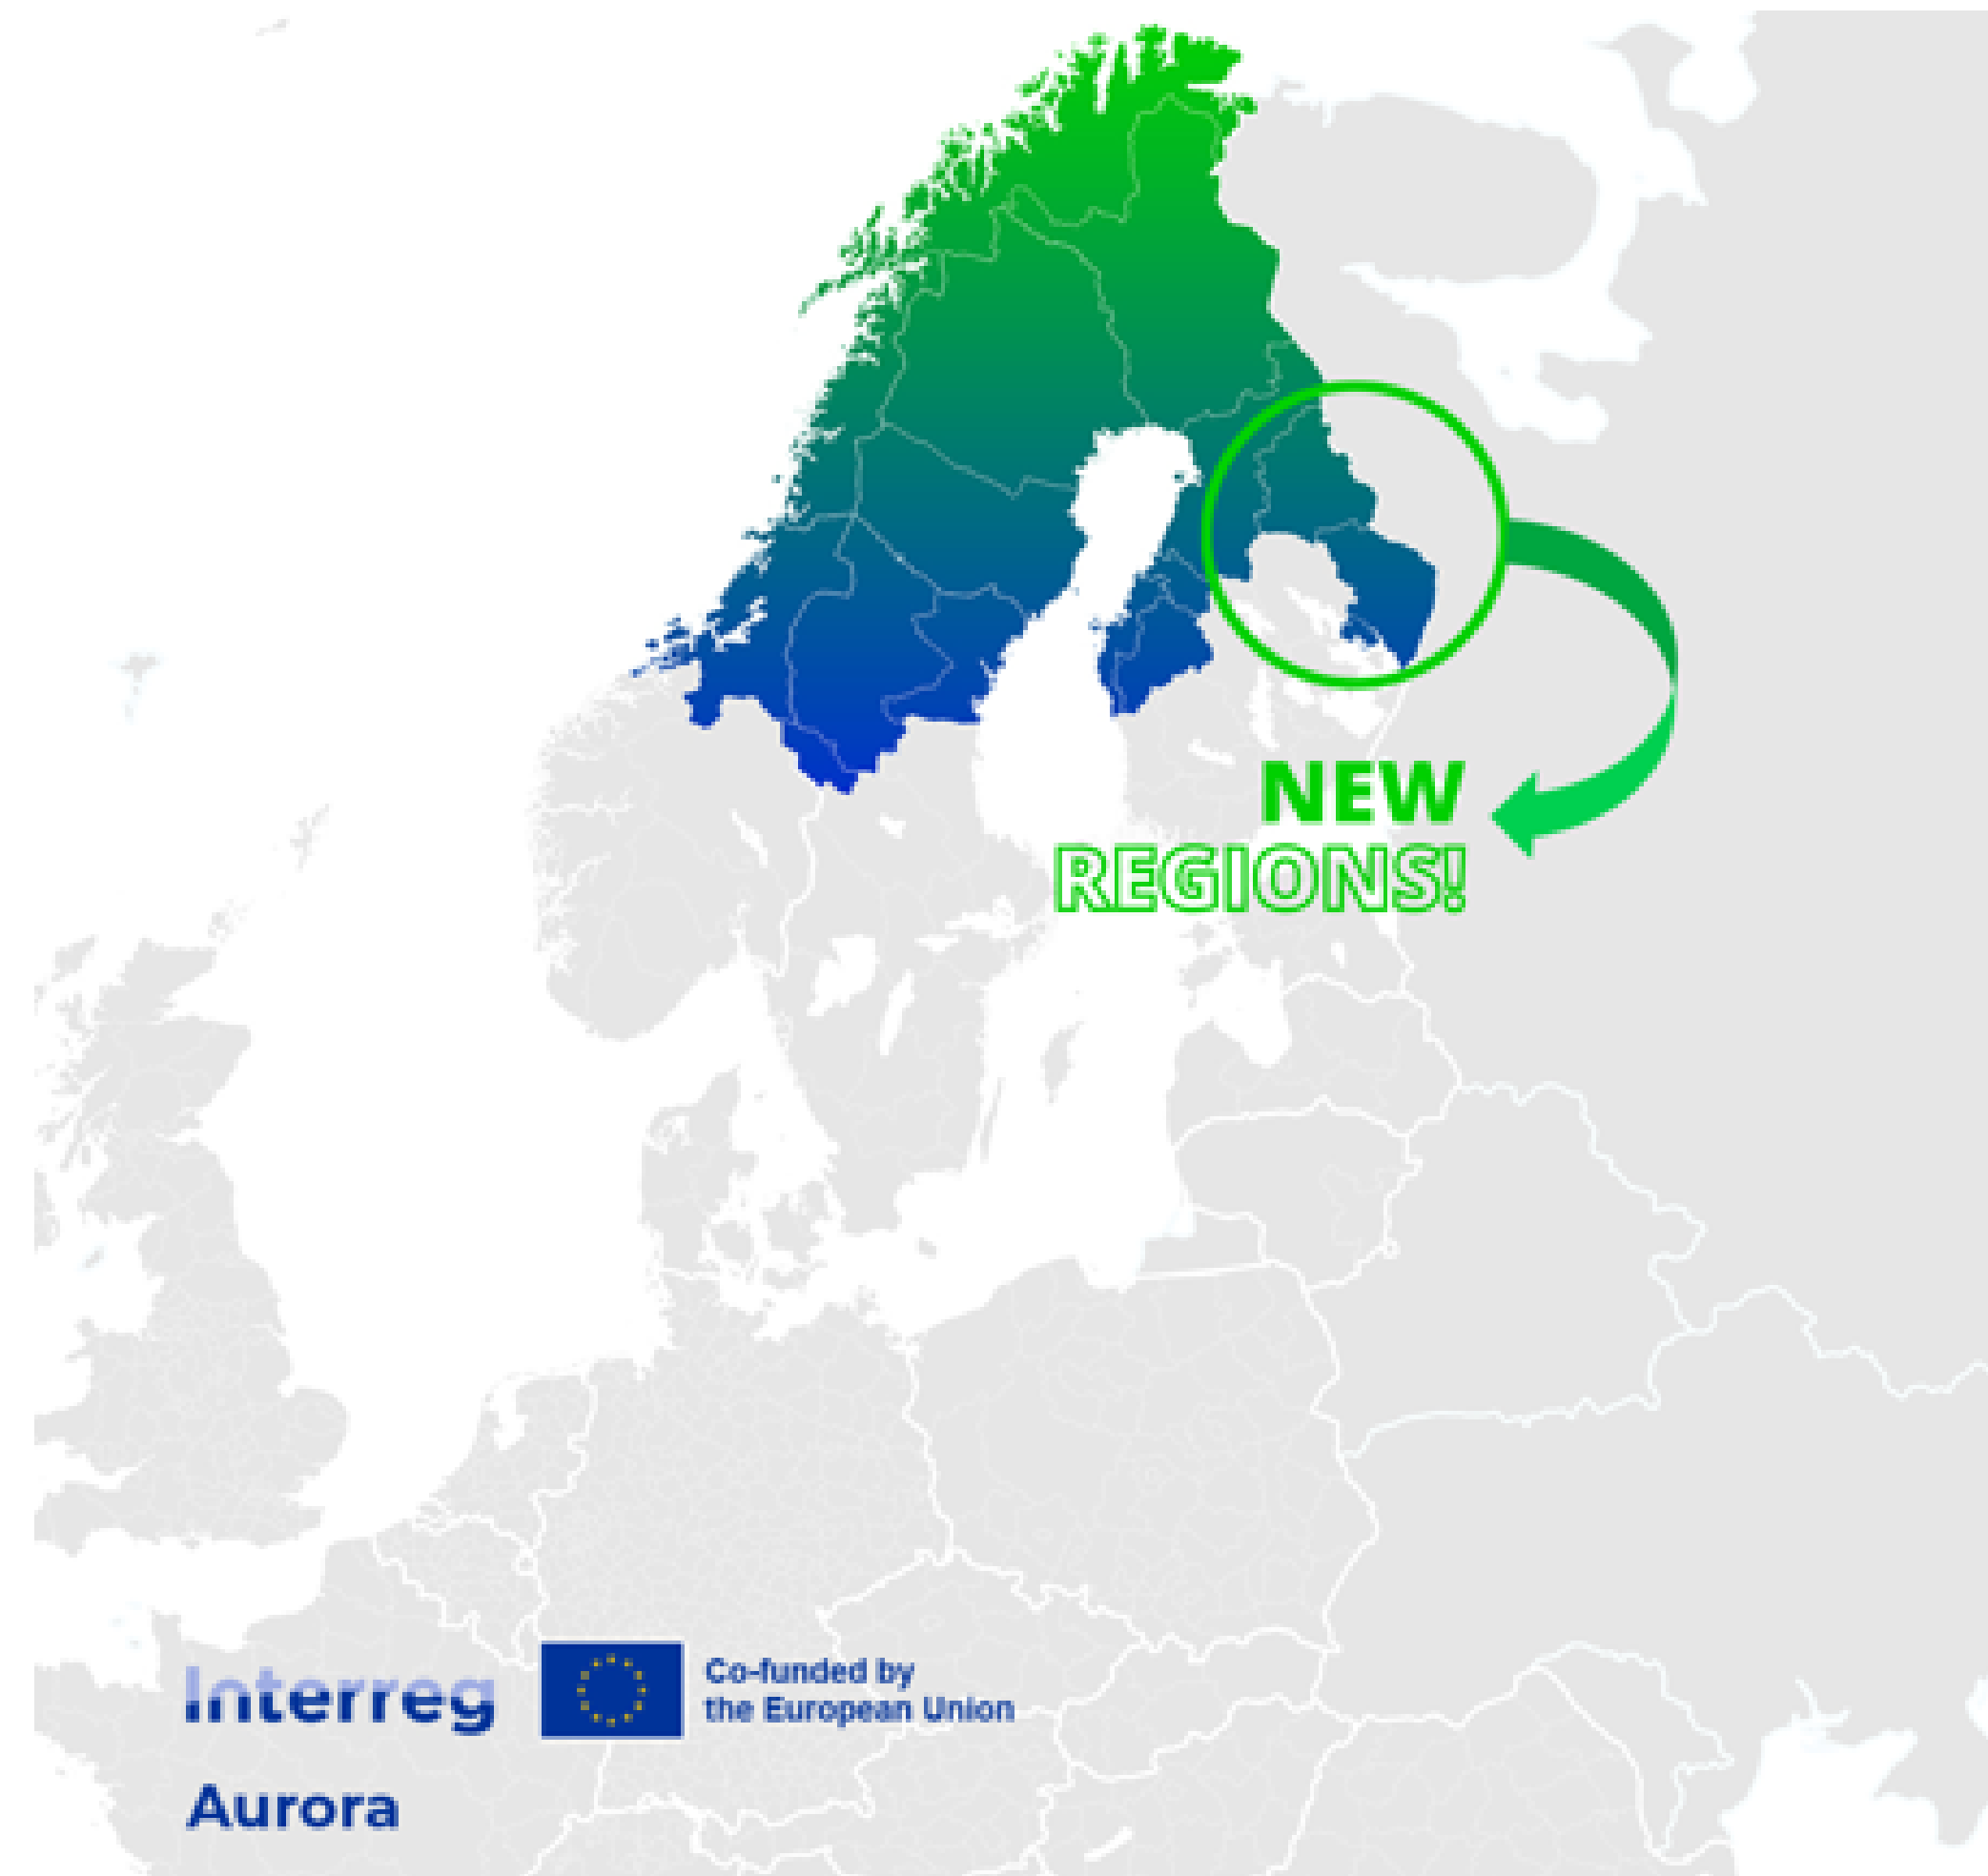 NEW
REGIONS!
Interreg
Co-funded by
the European Union
Aurora